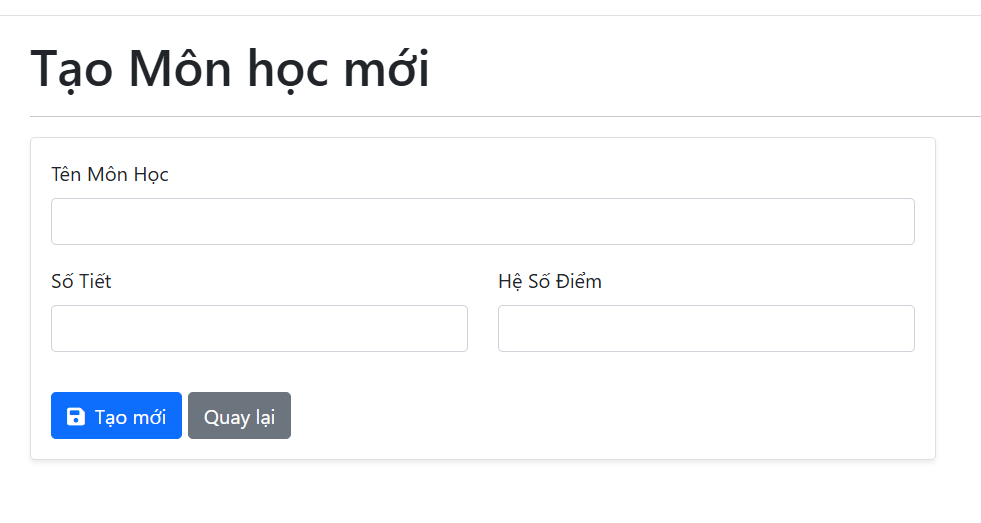 Tạo Môn học mới
Tên Môn Học
Số Tiết
Hệ Số Điểm
Tạo mới
Quay lại